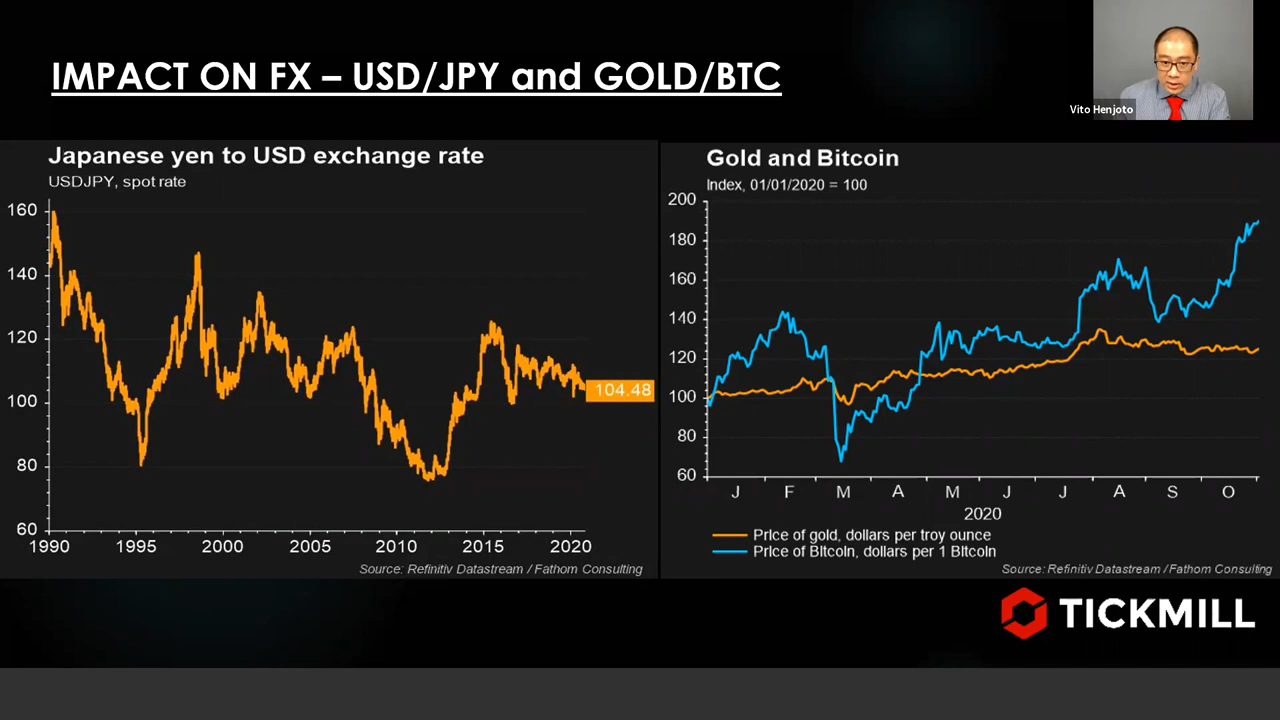 IMPACT ON FX – USD/JPY and GOLD/BTC
Vito Henjoto
Japanese yen to USD exchange rate
USDJPY, spot rate
160
140
120
100
80
60
104.48
1990 1995 2000 2005 2010 2015 2020
Source: Refinitiv Datastream / Fathom Consulting
Gold and Bitcoin
Index, 01/01/2020 = 100
200
180
160
140
120
100
80
60
J F M A M J J A S O
2020
Price of gold, dollars per troy ounce
Price of Bitcoin, dollars per 1 Bitcoin
Source: Refinitiv Datastream / Fathom Consulting
TICKMILL